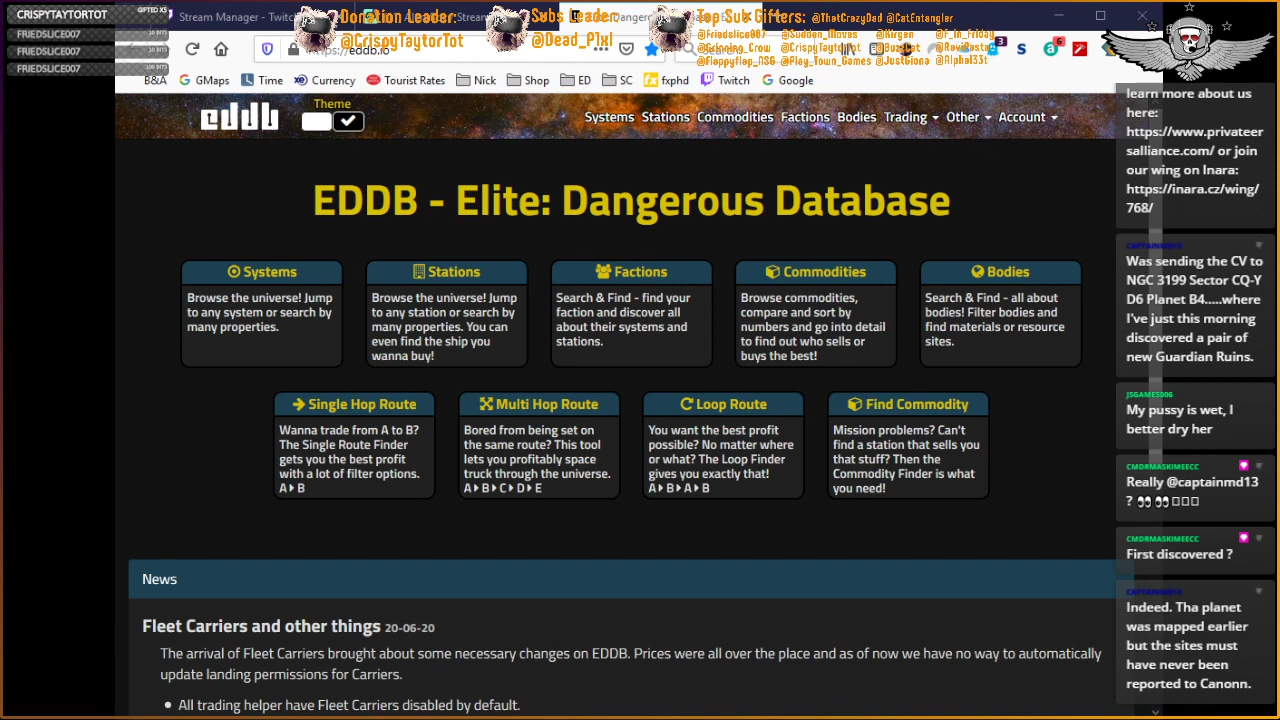 CRISPYTAYTORTOT
GIFTED X5
FRIEDSLICE007
FRIEDSLICE007
FRIEDSLICE007
Stream Manager - Twitch
Donation Leader:
@CrispyTaytorTot
Subs Leader:
@Dead_P1xl
Top Sub Gifters: @ThatCrazyDad @CatEntangler
eddb.io
B&A
GMaps
Time
Currency
Tourist Rates
Nick
Shop
ED
SC
fxphd
Twitch
Google
eddb
Theme
Systems Stations Commodities Factions Bodies Trading Other Account
EDDB - Elite: Dangerous Database
Systems
Browse the universe! Jump
to any system or search by
many properties.
Stations
Browse the universe! Jump
to any station or search by
many properties. You can
even find the ship you
wanna buy!
Factions
Search & Find - find your
faction and discover all
about their systems and
stations.
Commodities
Browse commodities,
compare and sort by
numbers and go into detail
to find out who sells or
buys the best!
Bodies
Search & Find - all about
bodies! Filter bodies and
find materials or resource
sites.
Single Hop Route
Wanna trade from A to B?
The Single Route Finder
gets you the best profit
with a lot of filter options.
A▸B
Multi Hop Route
Bored from being set on
the same route? This tool
lets you profitably space
truck through the universe.
A▸B▸C▸D▸E
Loop Route
You want the best profit
possible? No matter where
or what? The Loop Finder
gives you exactly that!
A▸B▸A▸B
Find Commodity
Mission problems? Can't
find a station that sells you
that stuff? Then the
Commodity Finder is what
you need!
News
Fleet Carriers and other things 20-06-20
The arrival of Fleet Carriers brought about some necessary changes on EDDB. Prices were all over the place and as of now we have no way to automatically
update landing permissions for Carriers.
All trading helper have Fleet Carriers disabled by default.
learn more about us
here:
https://www.privateer
salliance.com/ or join
our wing on Inara:
https://inara.cz/wing/
768/
CAPTAINMD13
Was sending the CV to
NGC 3199 Sector CQ-Y
D6 Planet B4.....where
I've just this morning
discovered a pair of
new Guardian Ruins.
JSGAMES006
My pussy is wet, I
better dry her
CMDRMASKIMEECC
Really @captainmd13
? 👀👀
CMDRMASKIMEECC
First discovered ?
CAPTAINMD13
Indeed. Tha planet
was mapped earlier
but the sites must
have never been
reported to Canonn.